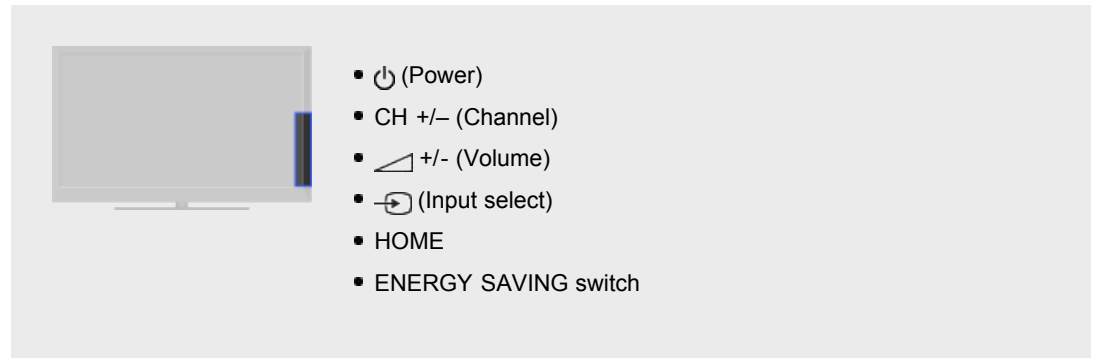 (Power)
CH +/– (Channel)
+/- (Volume)
(Input select)
HOME
ENERGY SAVING switch